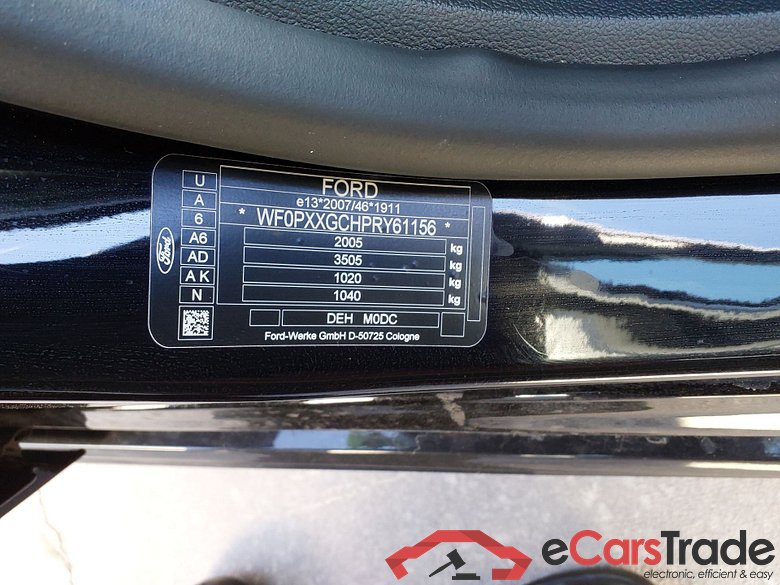 Ford
U
A
6
A6
AD
A K
N
FORD
e13*2007/46*1911
* WF0PXXGCHPRY61156 *
2005 kg
3505 kg
1020 kg
1040 kg
DEH M0DC
Ford-Werke GmbH D-50725 Cologne
eCarsTrade
electronic, efficient & easy